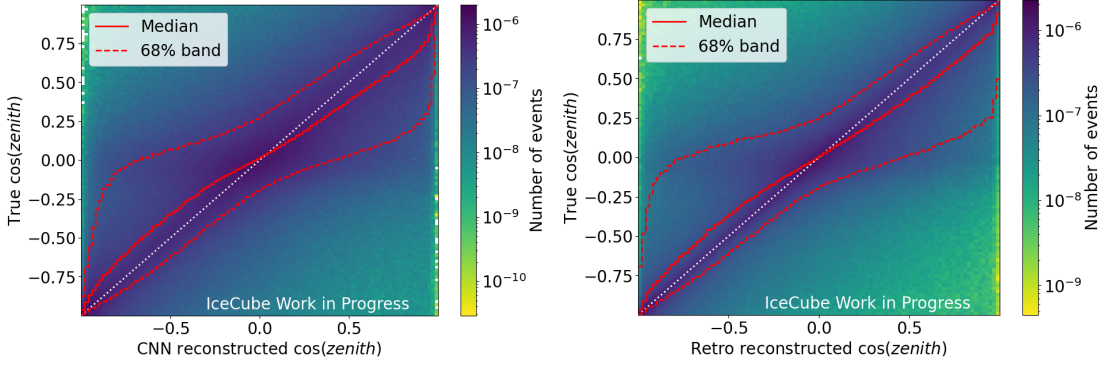 Median
68% band
0.75
0.50
0.25
0.00
−0.25
−0.50
−0.75
True cos(zenith)
−0.5
0.0
0.5
CNN reconstructed cos(zenith)
IceCube Work in Progress
10⁻⁶
10⁻⁷
10⁻⁸
10⁻⁹
10⁻¹⁰
Number of events
Median
68% band
0.75
0.50
0.25
0.00
−0.25
−0.50
−0.75
True cos(zenith)
−0.5
0.0
0.5
Retro reconstructed cos(zenith)
IceCube Work in Progress
10⁻⁶
10⁻⁷
10⁻⁸
10⁻⁹
Number of events